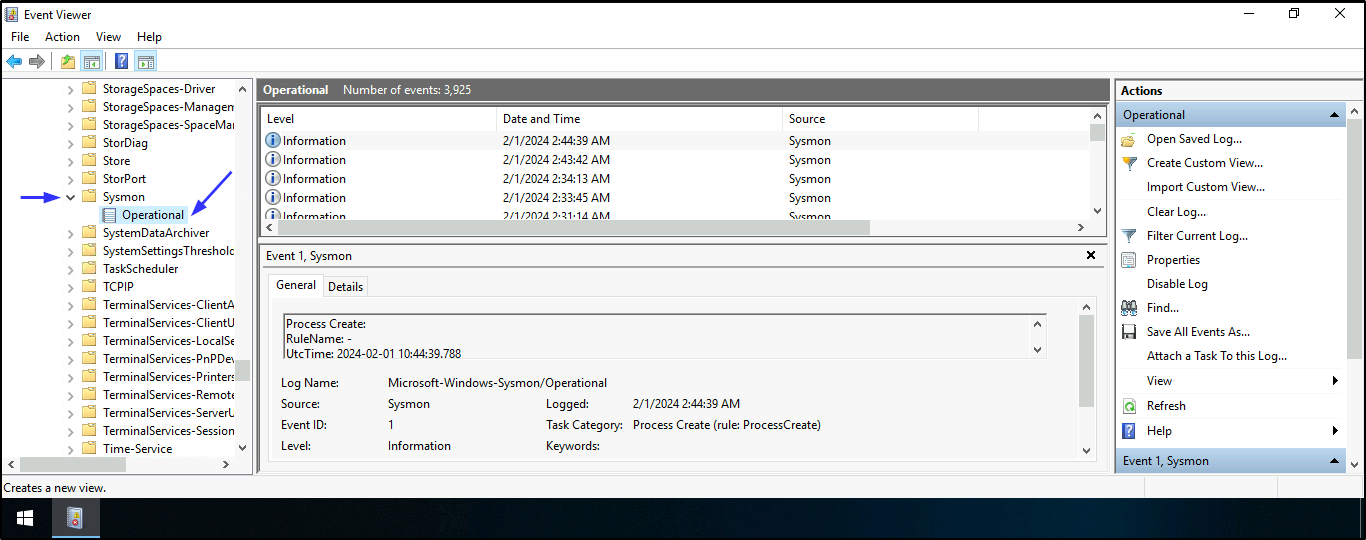 Event Viewer
File Action View Help
StorageSpaces-Driver
StorageSpaces-Managem
StorageSpaces-SpaceMar
StorDiag
Store
StorPort
Sysmon
Operational
SystemDataArchiver
SystemSettingsThreshold
TaskScheduler
TCPIP
TerminalServices-ClientA
TerminalServices-ClientU
TerminalServices-LocalSe
TerminalServices-PnPDev
TerminalServices-Printers
TerminalServices-Remote
TerminalServices-ServerU
TerminalServices-Session
Time-Service
Operational Number of events: 3,925
Level Date and Time Source
Information 2/1/2024 2:44:39 AM Sysmon
Information 2/1/2024 2:43:42 AM Sysmon
Information 2/1/2024 2:34:13 AM Sysmon
Information 2/1/2024 2:33:45 AM Sysmon
Information 2/1/2024 2:31:14 AM Sysmon
Event 1, Sysmon
General Details
Process Create:
RuleName: -
UtcTime: 2024-02-01 10:44:39.788
Log Name: Microsoft-Windows-Sysmon/Operational
Source: Sysmon Logged: 2/1/2024 2:44:39 AM
Event ID: 1 Task Category: Process Create (rule: ProcessCreate)
Level: Information Keywords:
Actions
Operational
Open Saved Log...
Create Custom View...
Import Custom View...
Clear Log...
Filter Current Log...
Properties
Disable Log
Find...
Save All Events As...
Attach a Task To this Log...
View
Refresh
Help
Event 1, Sysmon
Creates a new view.